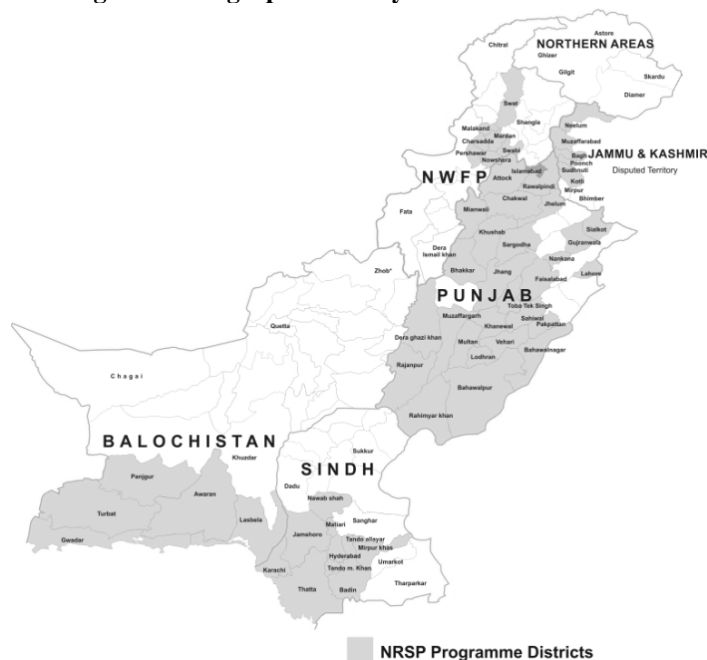 Chitral
Astore
NORTHERN AREAS
Ghizer
Gilgit
Skardu
Diamer
Swat
Shangla
Malakand
Mardan
Charsadda
Swabi
Pershawar
Nowshera
Neelum
Muzaffarabad
Bagh
JAMMU & KASHMIR
Poonch
Sudhnuti
Disputed Territory
Kotli
Mirpur
Bhimber
Islamabad
Attock
Rawalpindi
NWFP
Chakwal
Jhelum
Mianwali
Fata
Khushab
Sialkot
Sargodha
Gujranwala
Dera
Ismali khan
Nankana
Zhob*
Bhakkar
Jhang
Faisalabad
Lahore
PUNJAB
Toba Tek Singh
Muzaffargarh
Sahiwal
Quetta
Khanewal
Pakpattan
Dera ghazi khan
Multan
Vehari
Bahawalnagar
Lodhran
Rajanpur
Chagai
Bahawalpur
Rahimyar khan
BALOCHISTAN
Khuzdar
Sukkur
SINDH
Panjgur
Dadu
Awaran
Nawab shah
Turbat
Lasbela
Matiari
Sanghar
Gwadar
Jamshoro
Tando allayar
Mirpur khas
Hyderabad
Umarkot
Karachi
Tando m. Khan
Thatta
Badin
Tharparkar
NRSP Programme Districts